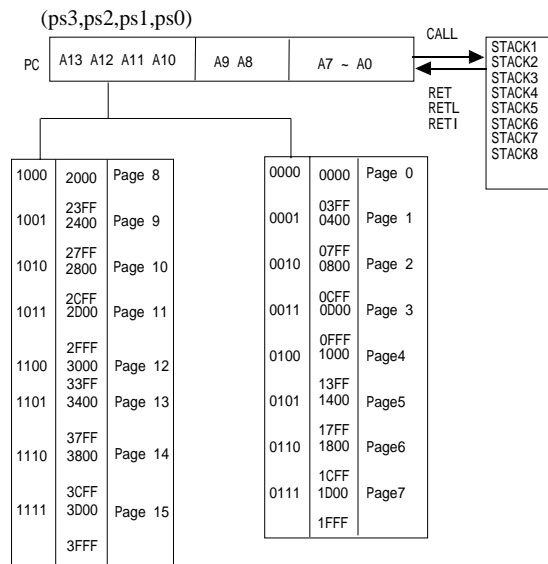 (ps3,ps2,ps1,ps0)
PC A13 A12 A11 A10 A9 A8 A7 ~ A0
CALL
RET
RETL
RETI
STACK1
STACK2
STACK3
STACK4
STACK5
STACK6
STACK7
STACK8
1000 2000 Page 8
23FF
1001 2400 Page 9
27FF
1010 2800 Page 10
2CFF
1011 2D00 Page 11
2FFF
1100 3000 Page 12
33FF
1101 3400 Page 13
37FF
1110 3800 Page 14
3CFF
1111 3D00 Page 15
3FFF
0000 0000 Page 0
03FF
0001 0400 Page 1
07FF
0010 0800 Page 2
0CFF
0011 0D00 Page 3
0FFF
0100 1000 Page4
13FF
0101 1400 Page5
17FF
0110 1800 Page6
1CFF
0111 1D00 Page7
1FFF